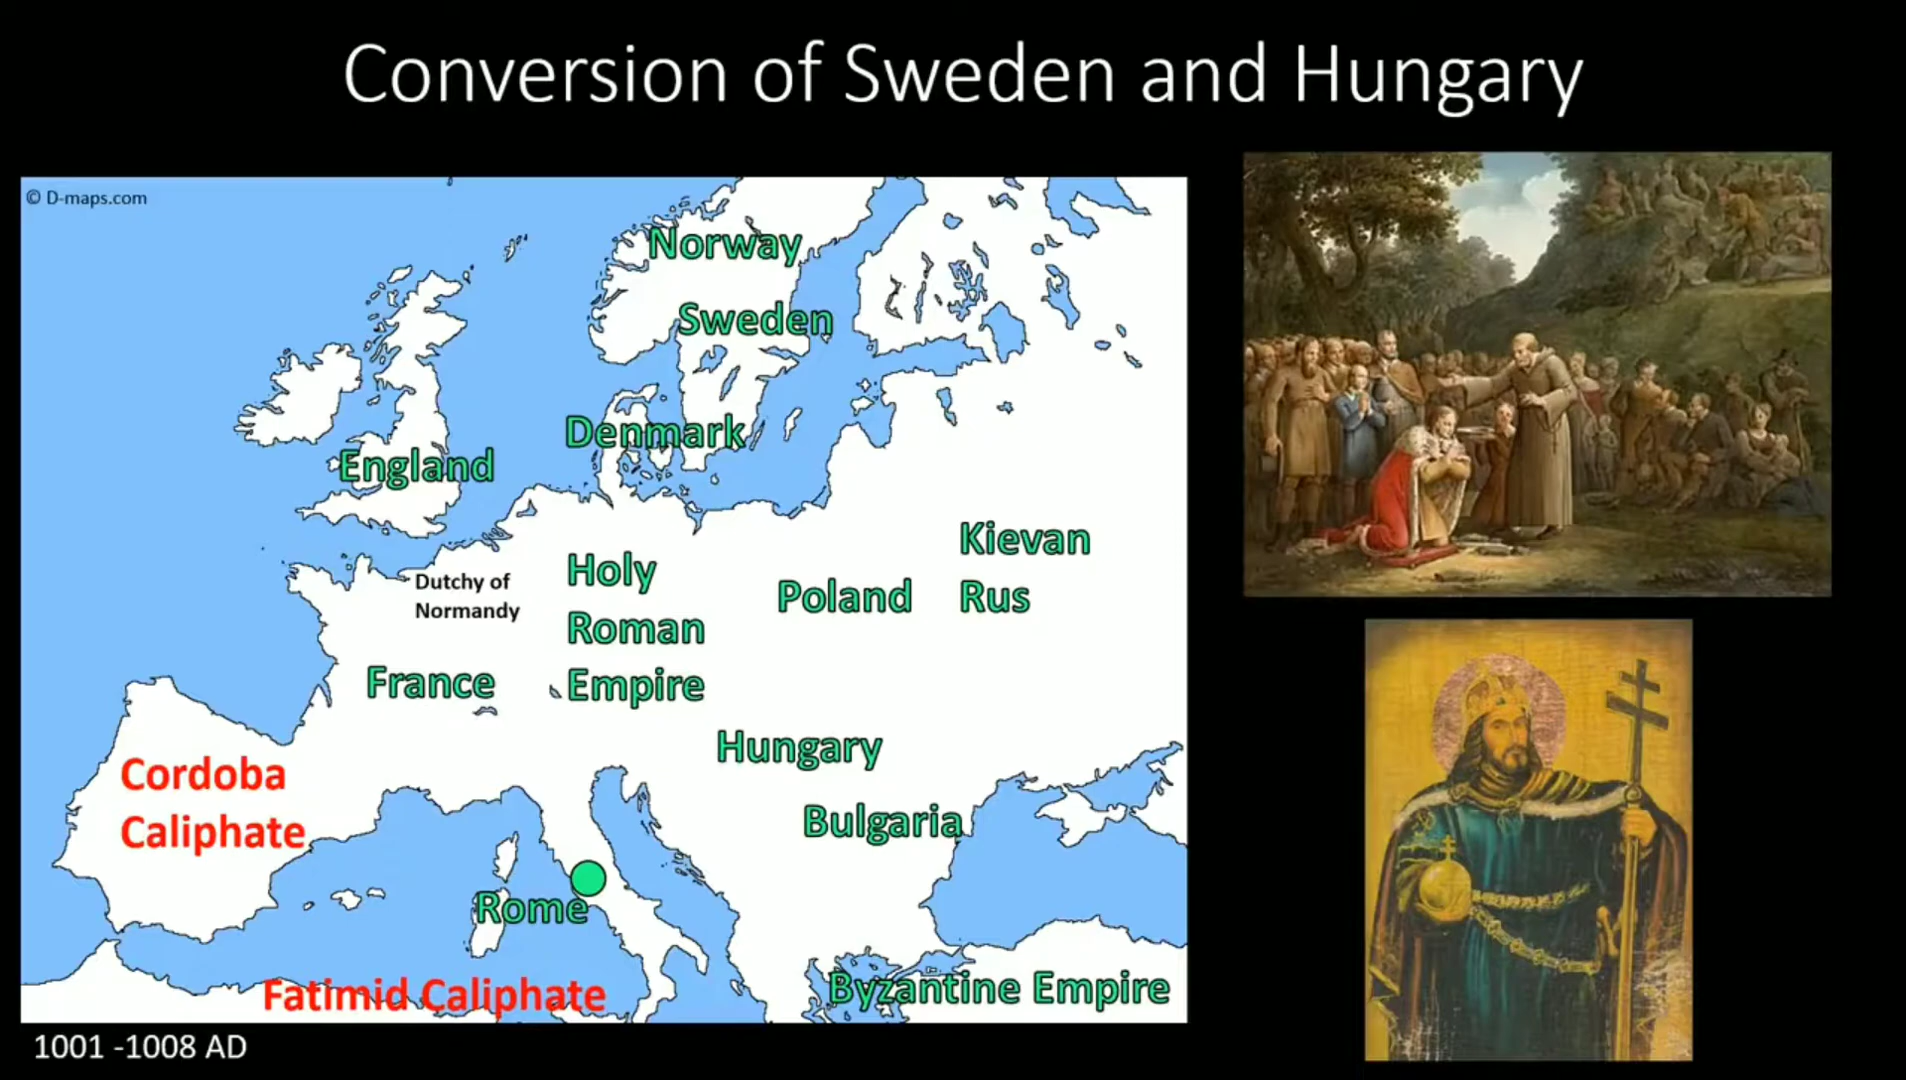 Conversion of Sweden and Hungary
© D-maps.com
Norway
Sweden
Denmark
England
Kievan
Rus
Holy
Roman
Empire
Poland
Dutchy of
Normandy
France
Hungary
Cordoba
Caliphate
Bulgaria
Rome
Fatimid Caliphate
Byzantine Empire
1001 -1008 AD